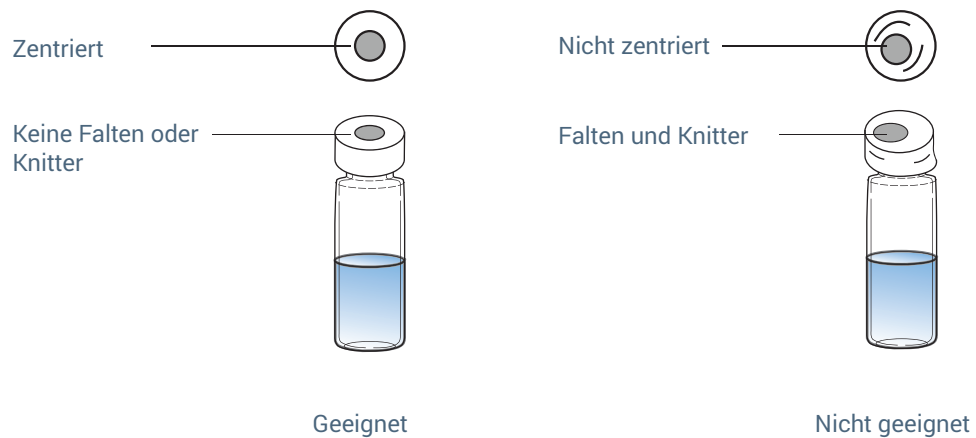 Zentriert
Keine Falten oder
Knitter
Geeignet
Nicht zentriert
Falten und Knitter
Nicht geeignet